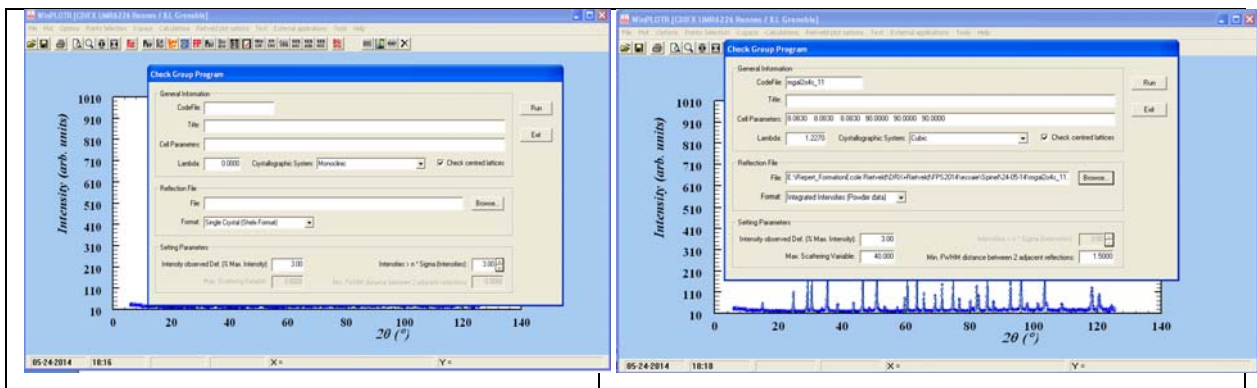 WinPLOTR [CDIFX UMR6226 Rennes / ILL Grenoble]
File Plot Options Points Selection X space Calculations Rietveld plot options Text External applications Tools Help
Check Group Program
General Information
CodeFile:
Run
Title:
Exit
Cell Parameters:
Lambda: 0.0000 Crystallographic System: Monoclinic Check centred lattices
Reflection File
File: Browse...
Format: Single Crystal (Shelx Format)
Setting Parameters
Intensity observed Def. (% Max. Intensity): 3.00 Intensities > n * Sigma (Intensities): 3.00
Max. Scattering Variable: 0.0000 Min. FWHM distance between 2 adjacent reflections: 0.0000
Intensity (arb. units)
1010
910
810
710
610
510
410
310
210
110
10
0 20 40 60 80 100 120 140
2θ (°)
05-24-2014 18:16 X = Y =
WinPLOTR [CDIFX UMR6226 Rennes / ILL Grenoble]
File Plot Options Points Selection X space Calculations Rietveld plot options Text External applications Tools Help
Check Group Program
General Information
CodeFile: mgal2o4s_11
Run
Title:
Exit
Cell Parameters: 8.0830 8.0830 8.0830 90.0000 90.0000 90.0000
Lambda: 1.2270 Crystallographic System: Cubic Check centred lattices
Reflection File
Browse...
Format: Integrated Intensities (Powder data)
Setting Parameters
Intensity observed Def. (% Max. Intensity): 3.00 Intensities > n * Sigma (Intensities): 3.00
Max. Scattering Variable: 40.000 Min. FWHM distance between 2 adjacent reflections: 1.5000
Intensity (arb. units)
1010
910
810
710
610
510
410
310
210
110
10
0 20 40 60 80 100 120 140
2θ (°)
05-24-2014 18:18 X = Y =